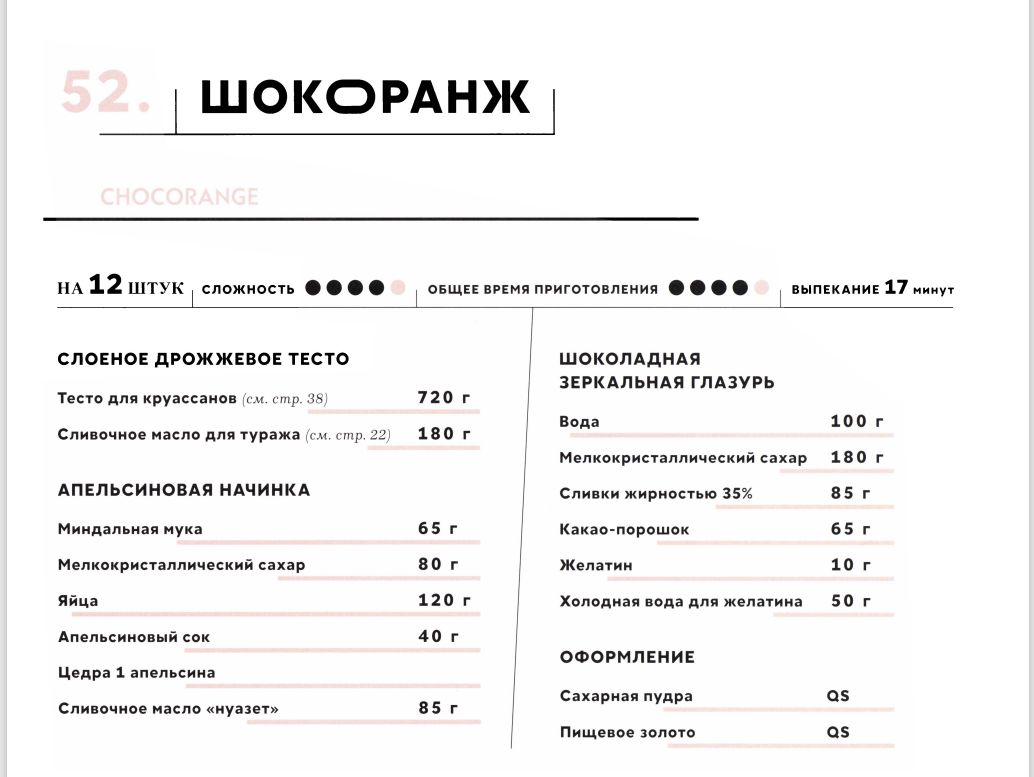 52. ШОКОРАНЖ
CHOCORANGE
НА 12 ШТУК
СЛОЖНОСТЬ
ОБЩЕЕ ВРЕМЯ ПРИГОТОВЛЕНИЯ
ВЫПЕКАНИЕ 17 минут
СЛОЕНОЕ ДРОЖЖЕВОЕ ТЕСТО
Тесто для круассанов (см. стр. 38) 720 г
Сливочное масло для туража (см. стр. 22) 180 г
АПЕЛЬСИНОВАЯ НАЧИНКА
Миндальная мука 65 г
Мелкокристаллический сахар 80 г
Яйца 120 г
Апельсиновый сок 40 г
Цедра 1 апельсина
Сливочное масло «нуазет» 85 г
ШОКОЛАДНАЯ
ЗЕРКАЛЬНАЯ ГЛАЗУРЬ
Вода 100 г
Мелкокристаллический сахар 180 г
Сливки жирностью 35% 85 г
Какао-порошок 65 г
Желатин 10 г
Холодная вода для желатина 50 г
ОФОРМЛЕНИЕ
Сахарная пудра QS
Пищевое золото QS